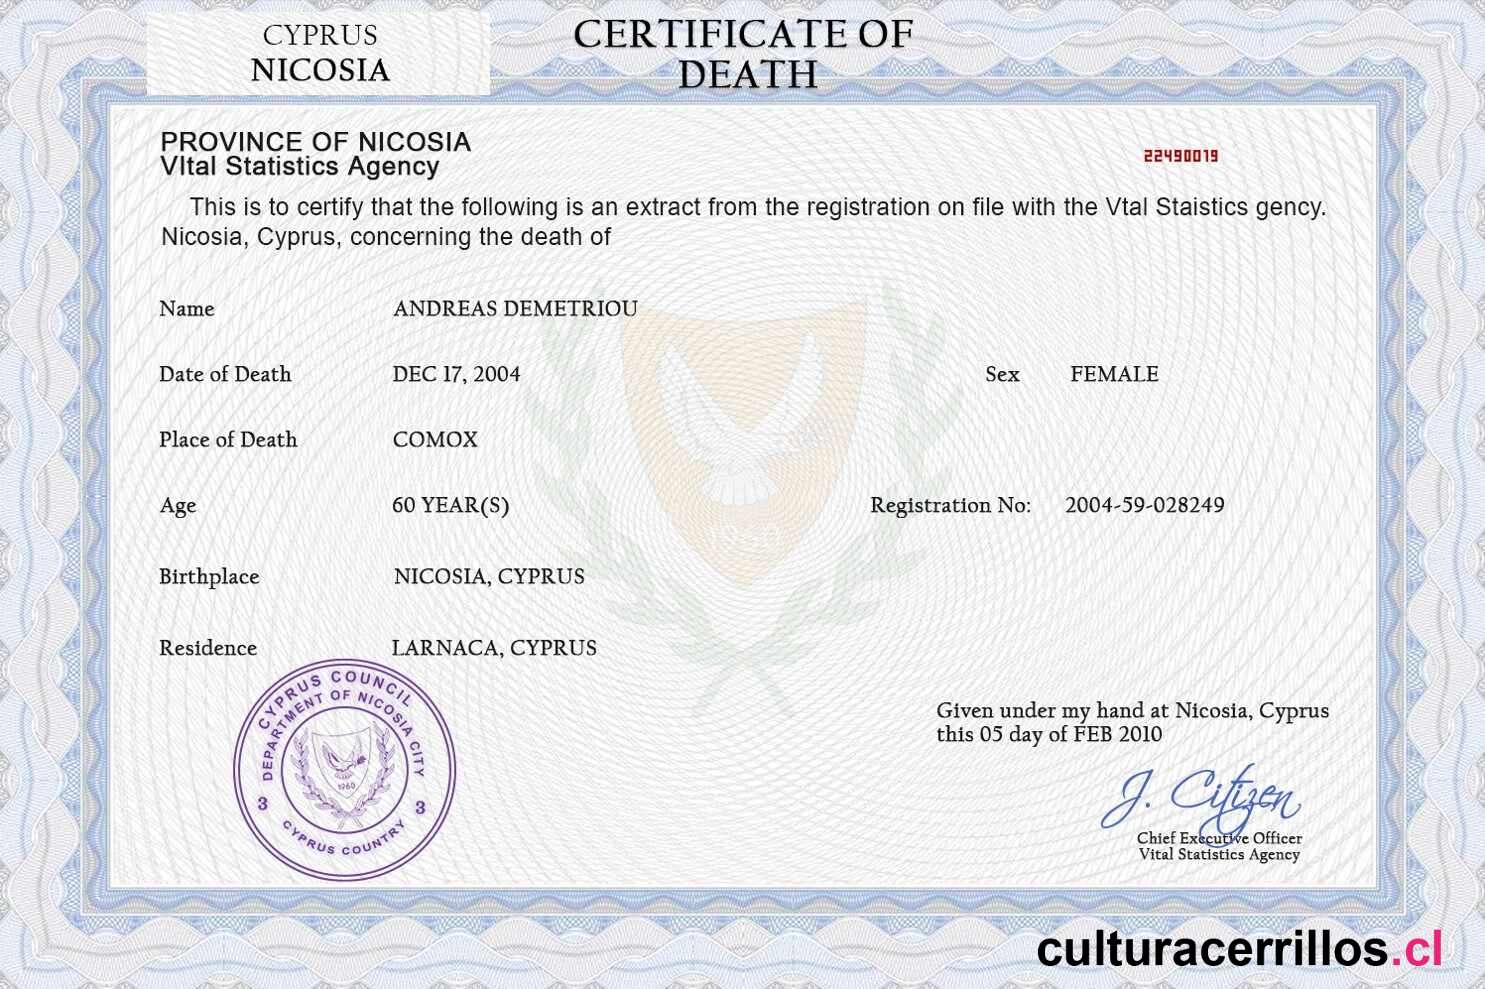 CYPRUS
NICOSIA
CERTIFICATE OF
DEATH
PROVINCE OF NICOSIA
VItal Statistics Agency
22490019
This is to certify that the following is an extract from the registration on file with the Vtal Staistics gency.
Nicosia, Cyprus, concerning the death of
Name ANDREAS DEMETRIOU
Date of Death DEC 17, 2004 Sex FEMALE
Place of Death COMOX
Age 60 YEAR(S) Registration No: 2004-59-028249
Birthplace NICOSIA, CYPRUS
Residence LARNACA, CYPRUS
1960
CYPRUS COUNCIL
DEPARTMENT OF NICOSIA CITY
1960
3 3
CYPRUS COUNTRY
Given under my hand at Nicosia, Cyprus
this 05 day of FEB 2010
J. Citizen
Chief Executive Officer
Vital Statistics Agency
culturacerrillos.cl